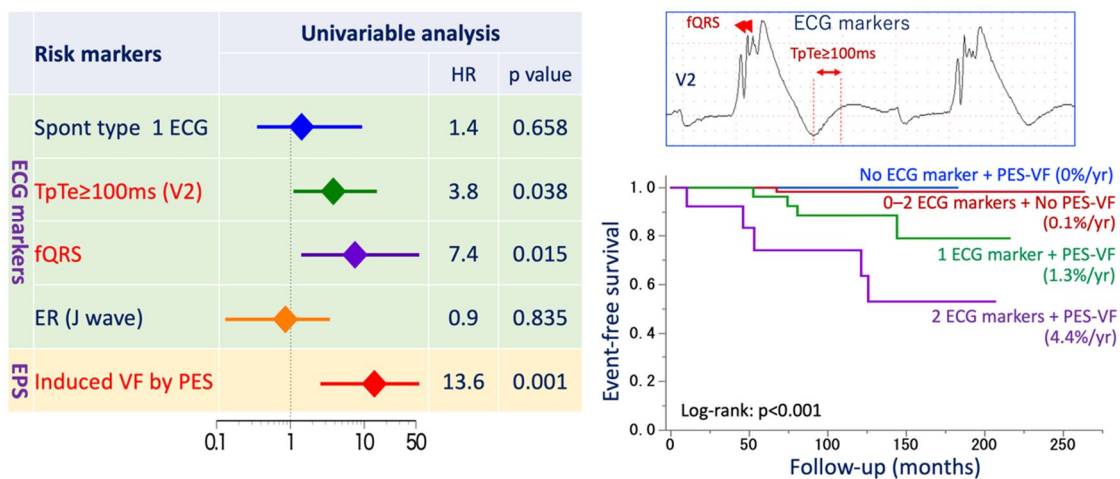 Risk markers
Univariable analysis
HR
p value
ECG markers
Spont type 1 ECG
1.4
0.658
TpTe≥100ms (V2)
3.8
0.038
fQRS
7.4
0.015
ER (J wave)
0.9
0.835
EPS
Induced VF by PES
13.6
0.001
0.1
1
10
50
fQRS
ECG markers
TpTe≥100ms
V2
No ECG marker + PES-VF (0%/yr)
0–2 ECG markers + No PES-VF
(0.1%/yr)
1 ECG marker + PES-VF
(1.3%/yr)
2 ECG markers + PES-VF
(4.4%/yr)
Event-free survival
1.0
0.8
0.6
0.4
0.2
0.0
Log-rank: p<0.001
0
50
100
150
200
250
Follow-up (months)